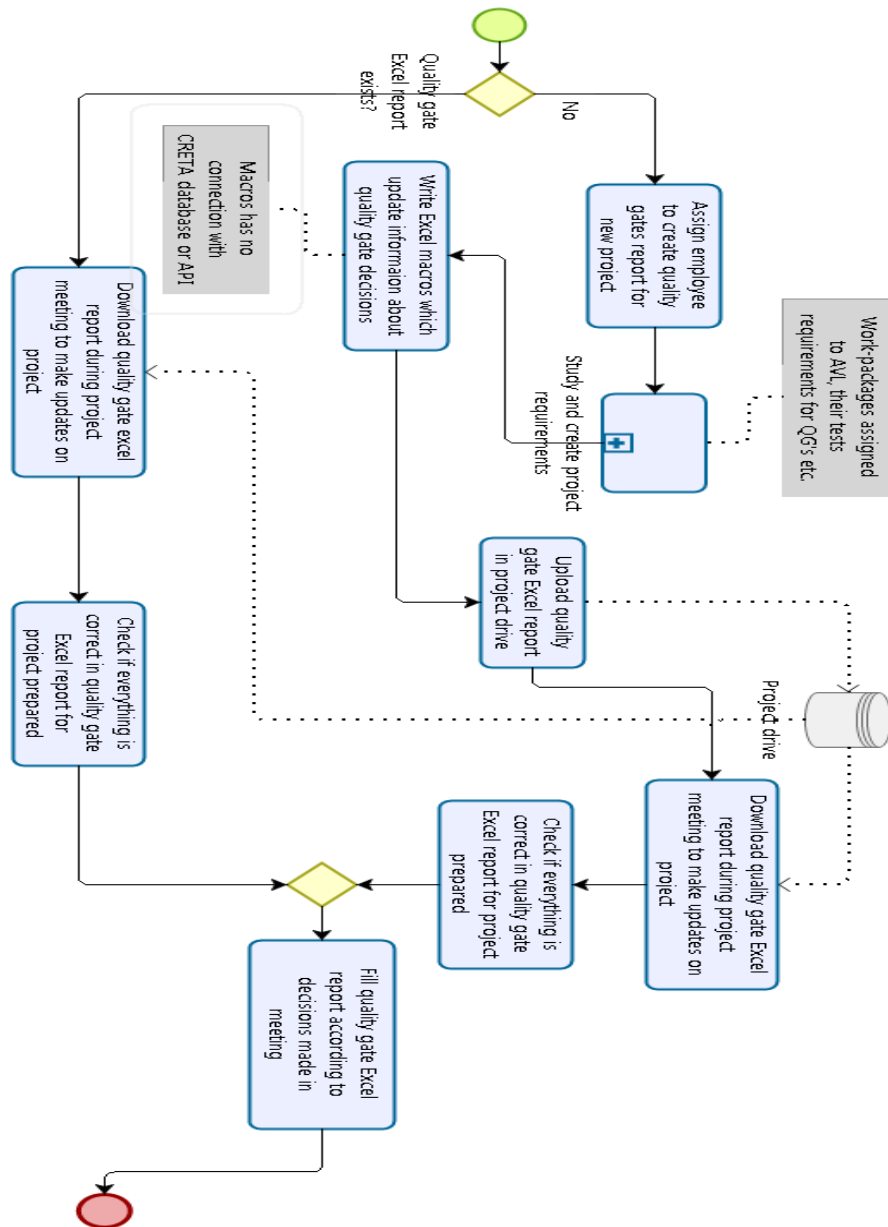 Quality gate
Excel report
exists?
No
Assign employee
to create quality
gates report for
new project
Work-packages assigned
to AVL, their tests
requirements for QG's etc.
Study and create project
requirements
Write Excel macros which
update informaion about
quality gate decisions
Macros has no
connection with
CRETA database or API
Download quality gate excel
report during project
meeting to make updates on
project
Upload quality
gate Excel report
in project drive
Project drive
Check if everything is
correct in quality gate
Excel report for
project prepared
Download quality gate Excel
report during project
meeting to make updates on
project
Check if everything is
correct in quality gate
Excel report for project
prepared
Fill quality gate Excel
report according to
decisions made in
meeting